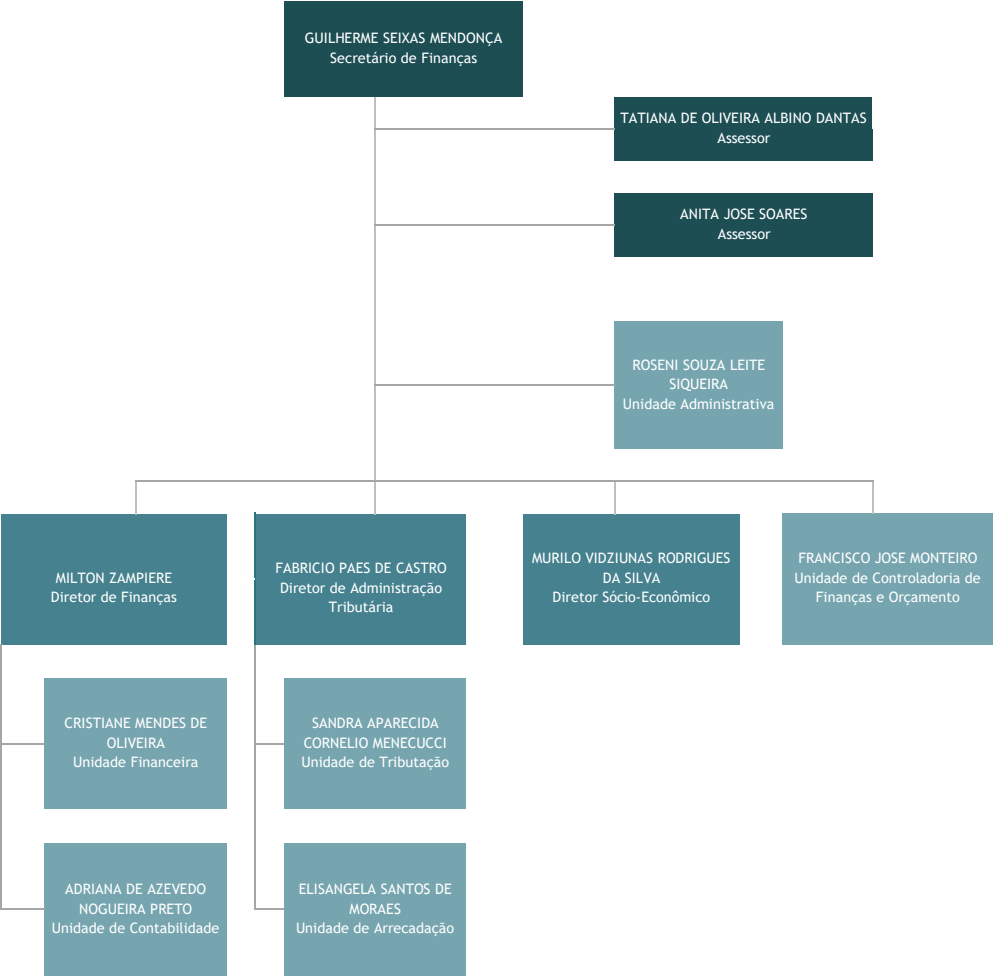 GUILHERME SEIXAS MENDONÇA
Secretário de Finanças
TATIANA DE OLIVEIRA ALBINO DANTAS
Assessor
ANITA JOSE SOARES
Assessor
ROSENI SOUZA LEITE
SIQUEIRA
Unidade Administrativa
MILTON ZAMPIERE
Diretor de Finanças
FABRICIO PAES DE CASTRO
Diretor de Administração
Tributária
MURILO VIDZIUNAS RODRIGUES
DA SILVA
Diretor Sócio-Econômico
FRANCISCO JOSE MONTEIRO
Unidade de Controladoria de
Finanças e Orçamento
CRISTIANE MENDES DE
OLIVEIRA
Unidade Financeira
SANDRA APARECIDA
CORNELIO MENECUCCI
Unidade de Tributação
ADRIANA DE AZEVEDO
NOGUEIRA PRETO
Unidade de Contabilidade
ELISANGELA SANTOS DE
MORAES
Unidade de Arrecadação